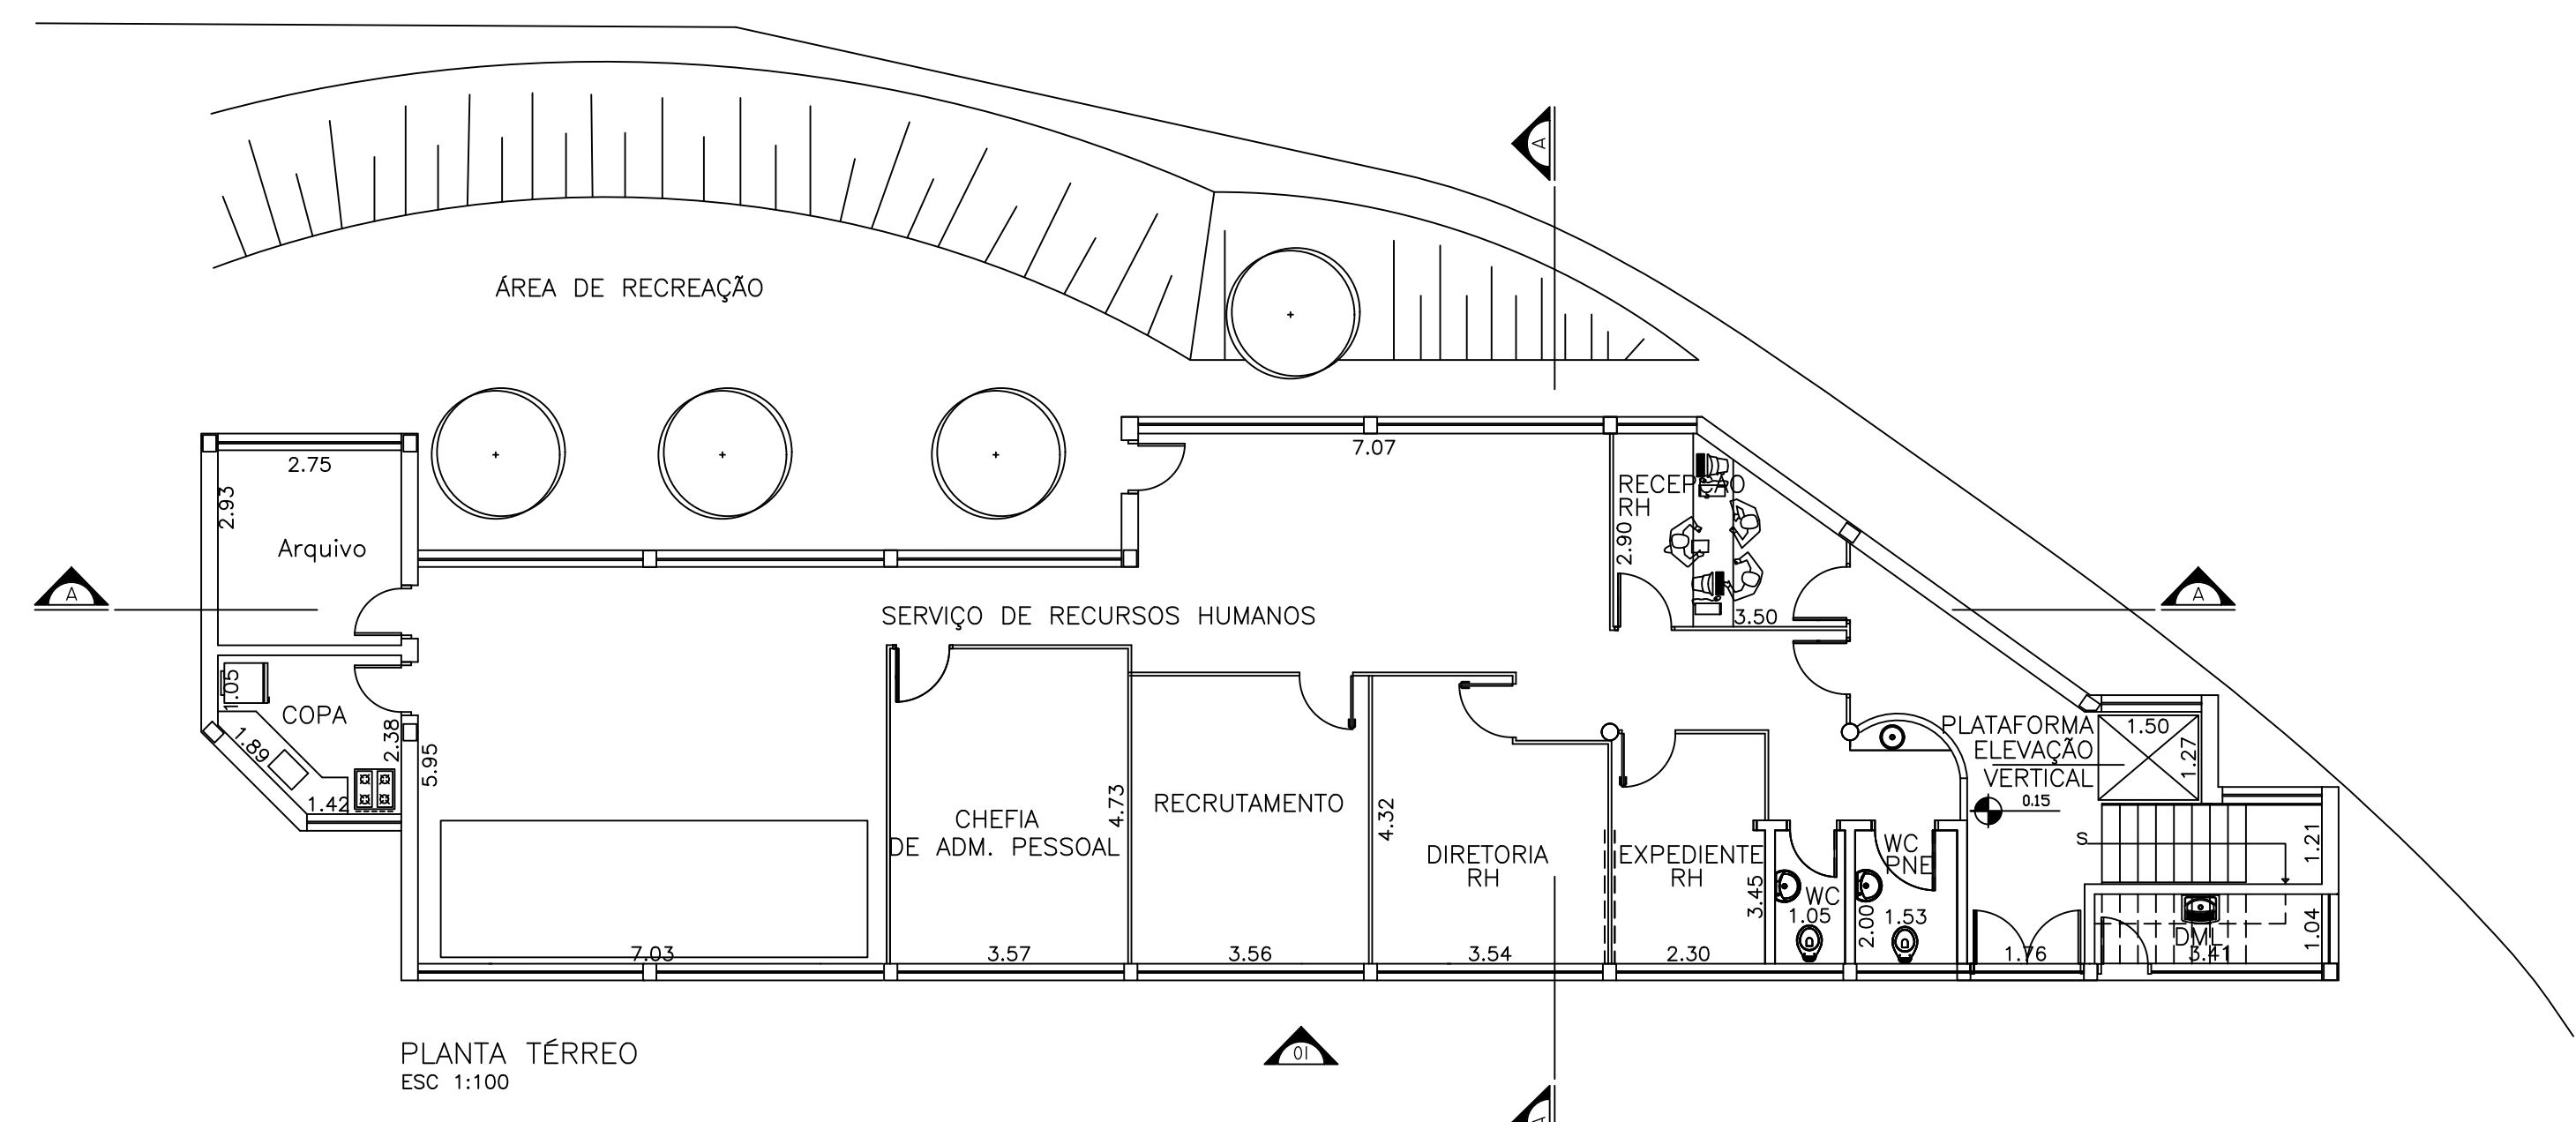 A
ÁREA DE RECREAÇÃO
2.75
7.07
2.93
RECEPÇÃO
RH
Arquivo
2.90
A
A
SERVIÇO DE RECURSOS HUMANOS
3.50
1.05
COPA
1.89
2.38
5.95
1.42
PLATAFORMA
ELEVAÇÃO
VERTICAL
1.50
1.27
0.15
CHEFIA
DE ADM. PESSOAL
4.73
RECRUTAMENTO
4.32
DIRETORIA
RH
EXPEDIENTE
RH
3.45
WC
1.05
WC
PNE
2.00
1.53
S
1.21
DML
1.04
7.03
3.57
3.56
3.54
2.30
1.76
3.41
PLANTA TÉRREO
ESC 1:100
01
A